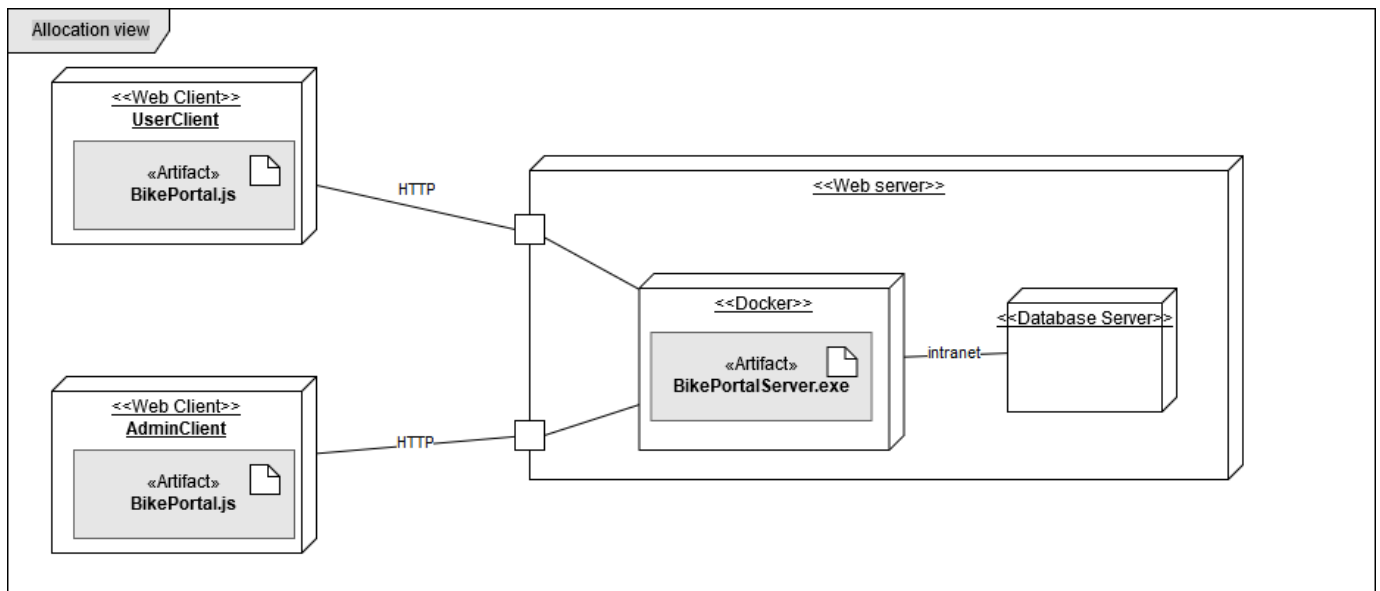 Allocation view
<<Web Client>>
UserClient
«Artifact»
BikePortal.js
HTTP
<<Web server>>
<<Docker>>
«Artifact»
BikePortalServer.exe
intranet
<<Database Server>>
<<Web Client>>
AdminClient
«Artifact»
BikePortal.js
HTTP